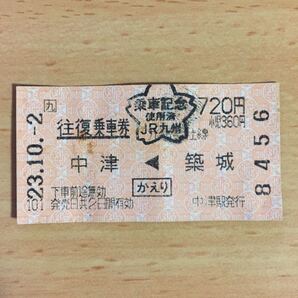 23.10.-2
九
乗車記念
使用済
JR九州
往復乗車券
720円
小児360円
中津 ◀ 築城
かえり
下車前途無効
発売日共2日間有効
101
中津駅発行
8456